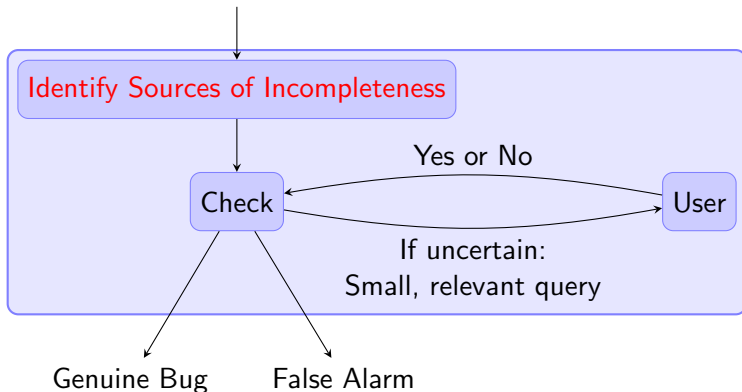 Identify Sources of Incompleteness
Yes or No
Check
User
If uncertain:
Small, relevant query
Genuine Bug
False Alarm